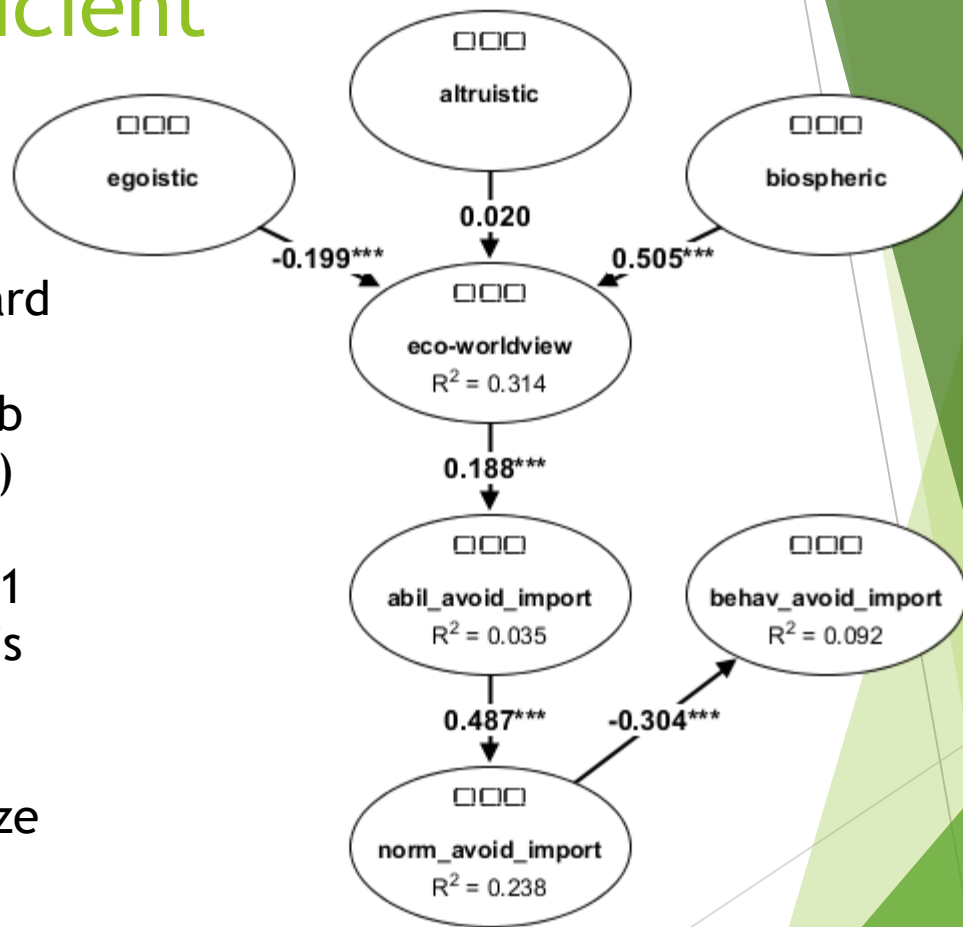 icient
altruistic
egoistic
biospheric
0.020
-0.199***
0.505***
ard
eco-worldview
R² = 0.314
b
)
0.188***
1
abil_avoid_import
R² = 0.035
behav_avoid_import
R² = 0.092
s
0.487***
-0.304***
ze
norm_avoid_import
R² = 0.238